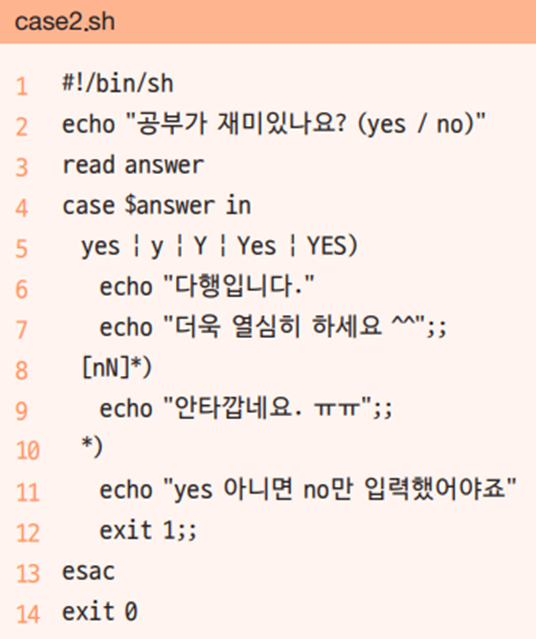 case2.sh
1 #!/bin/sh
2 echo "공부가 재미있나요? (yes / no)"
3 read answer
4 case $answer in
5 yes | y | Y | Yes | YES)
6 echo "다행입니다."
7 echo "더욱 열심히 하세요 ^^";;
8 [nN]*)
9 echo "안타깝네요. ㅠㅠ";;
10 *)
11 echo "yes 아니면 no만 입력했어야죠"
12 exit 1;;
13 esac
14 exit 0